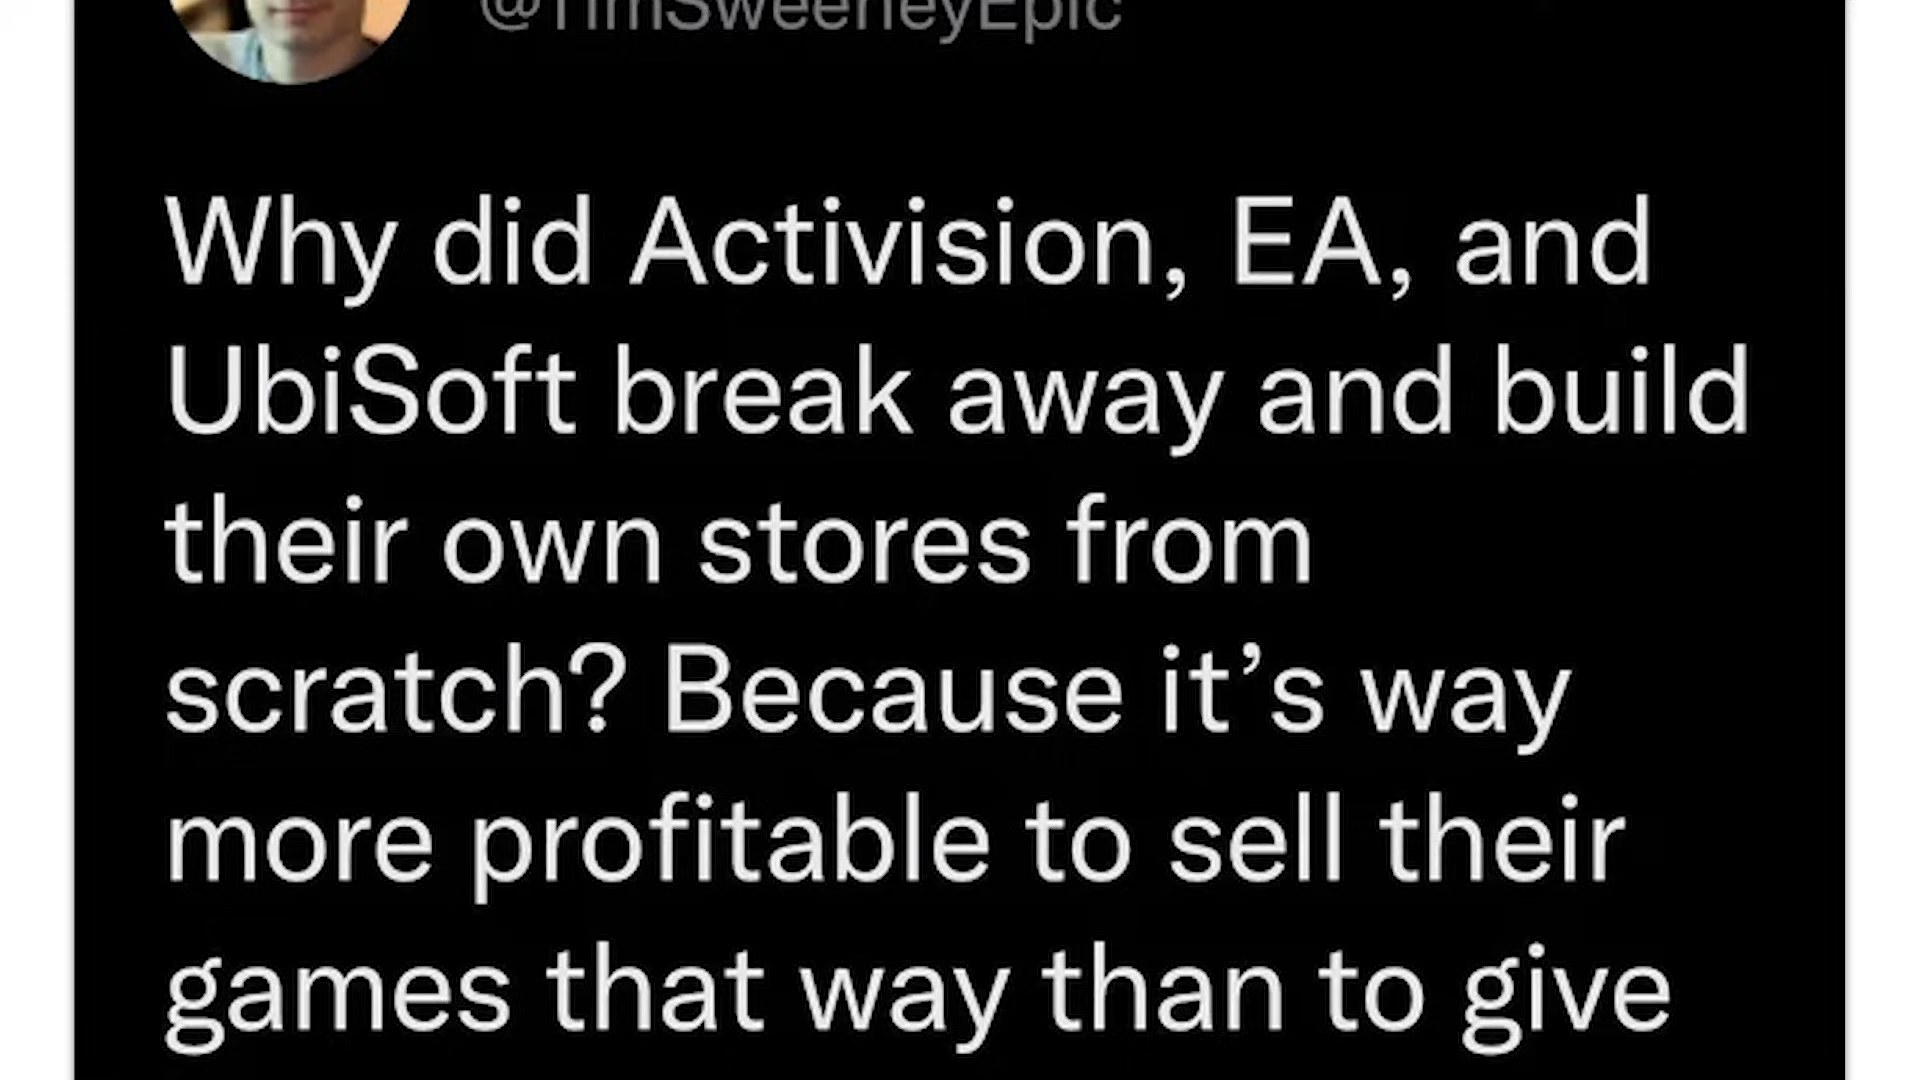 @TimSweeneyEpic
Why did Activision, EA, and
UbiSoft break away and build
their own stores from
scratch? Because it’s way
more profitable to sell their
games that way than to give